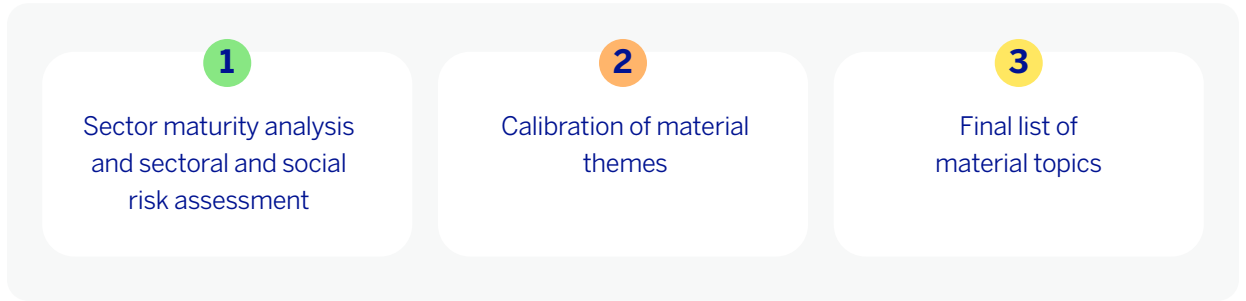 1
Sector maturity analysis
and sectoral and social
risk assessment
2
Calibration of material
themes
3
Final list of
material topics